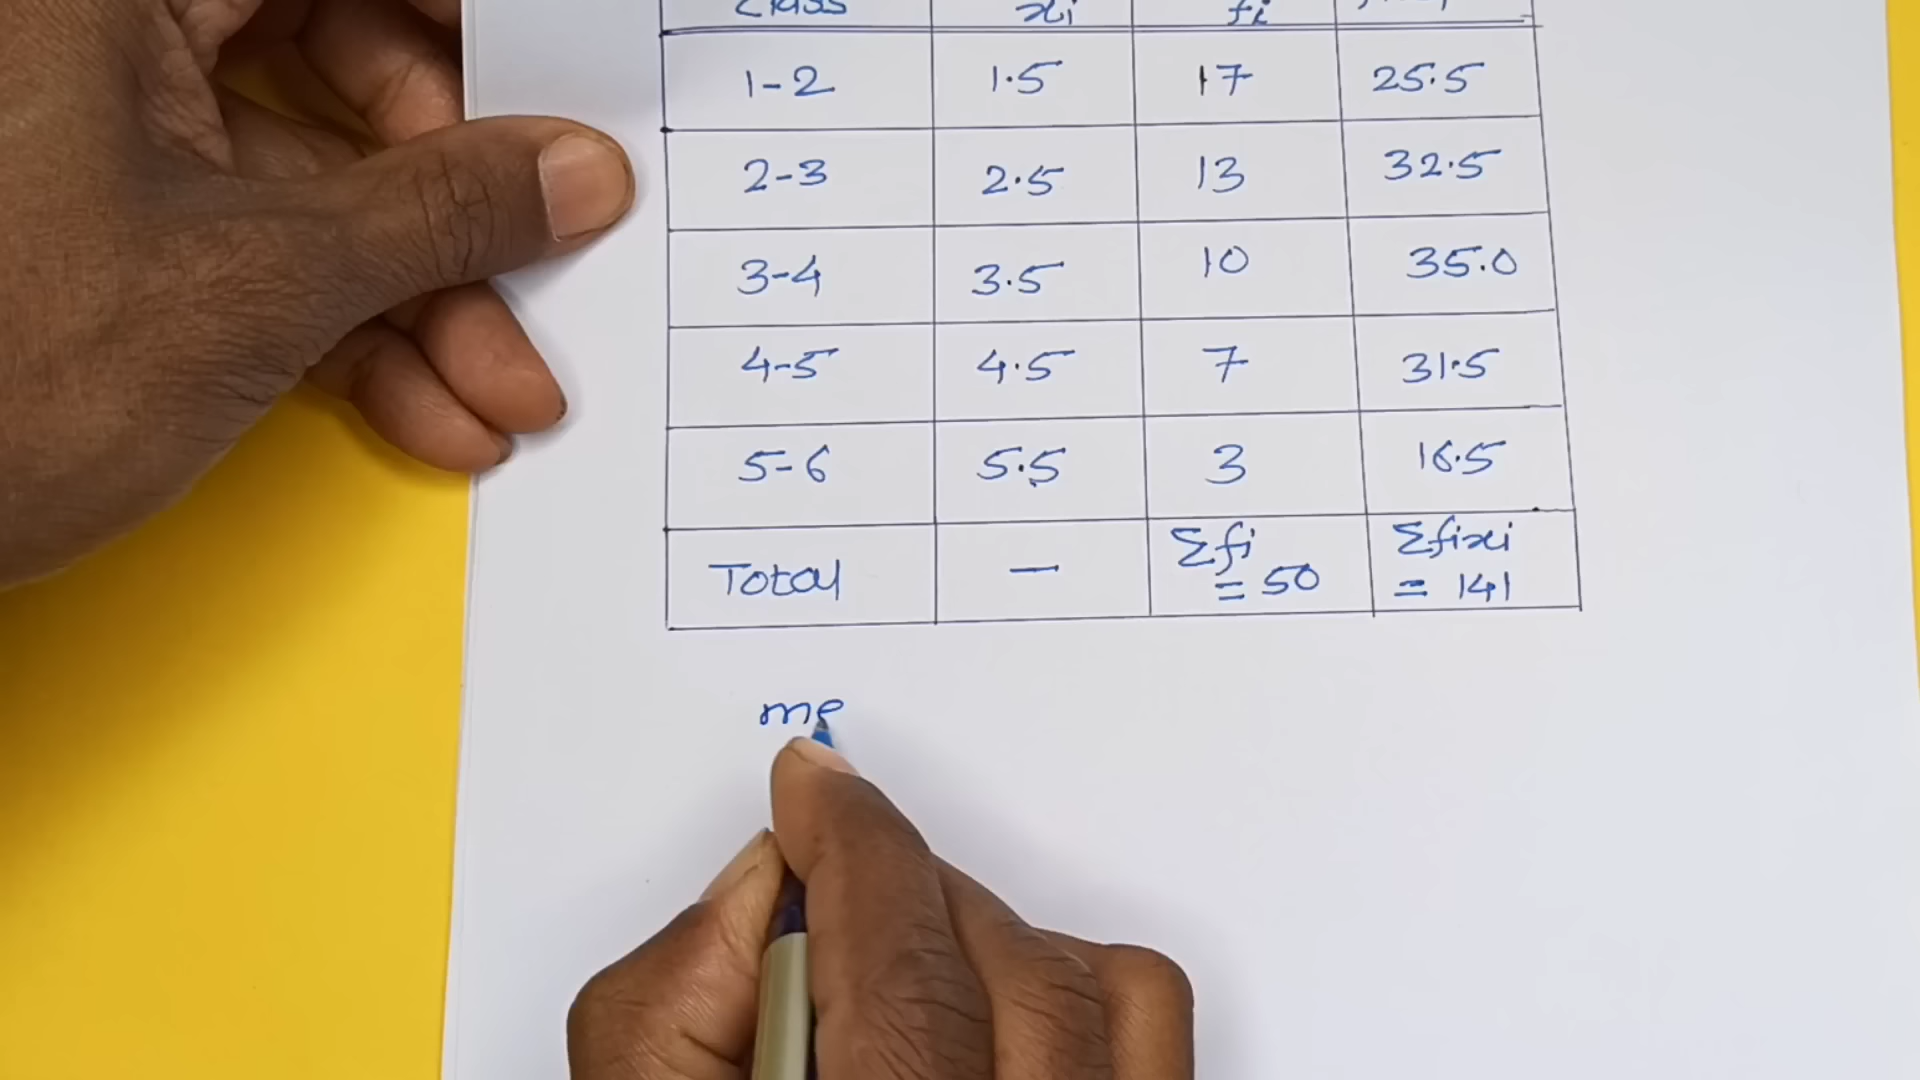 Class xi fi
1-2 1.5 17 25.5
2-3 2.5 13 32.5
3-4 3.5 10 35.0
4-5 4.5 7 31.5
5-6 5.5 3 16.5
Total — Σfi = 50 Σfixi = 141
me